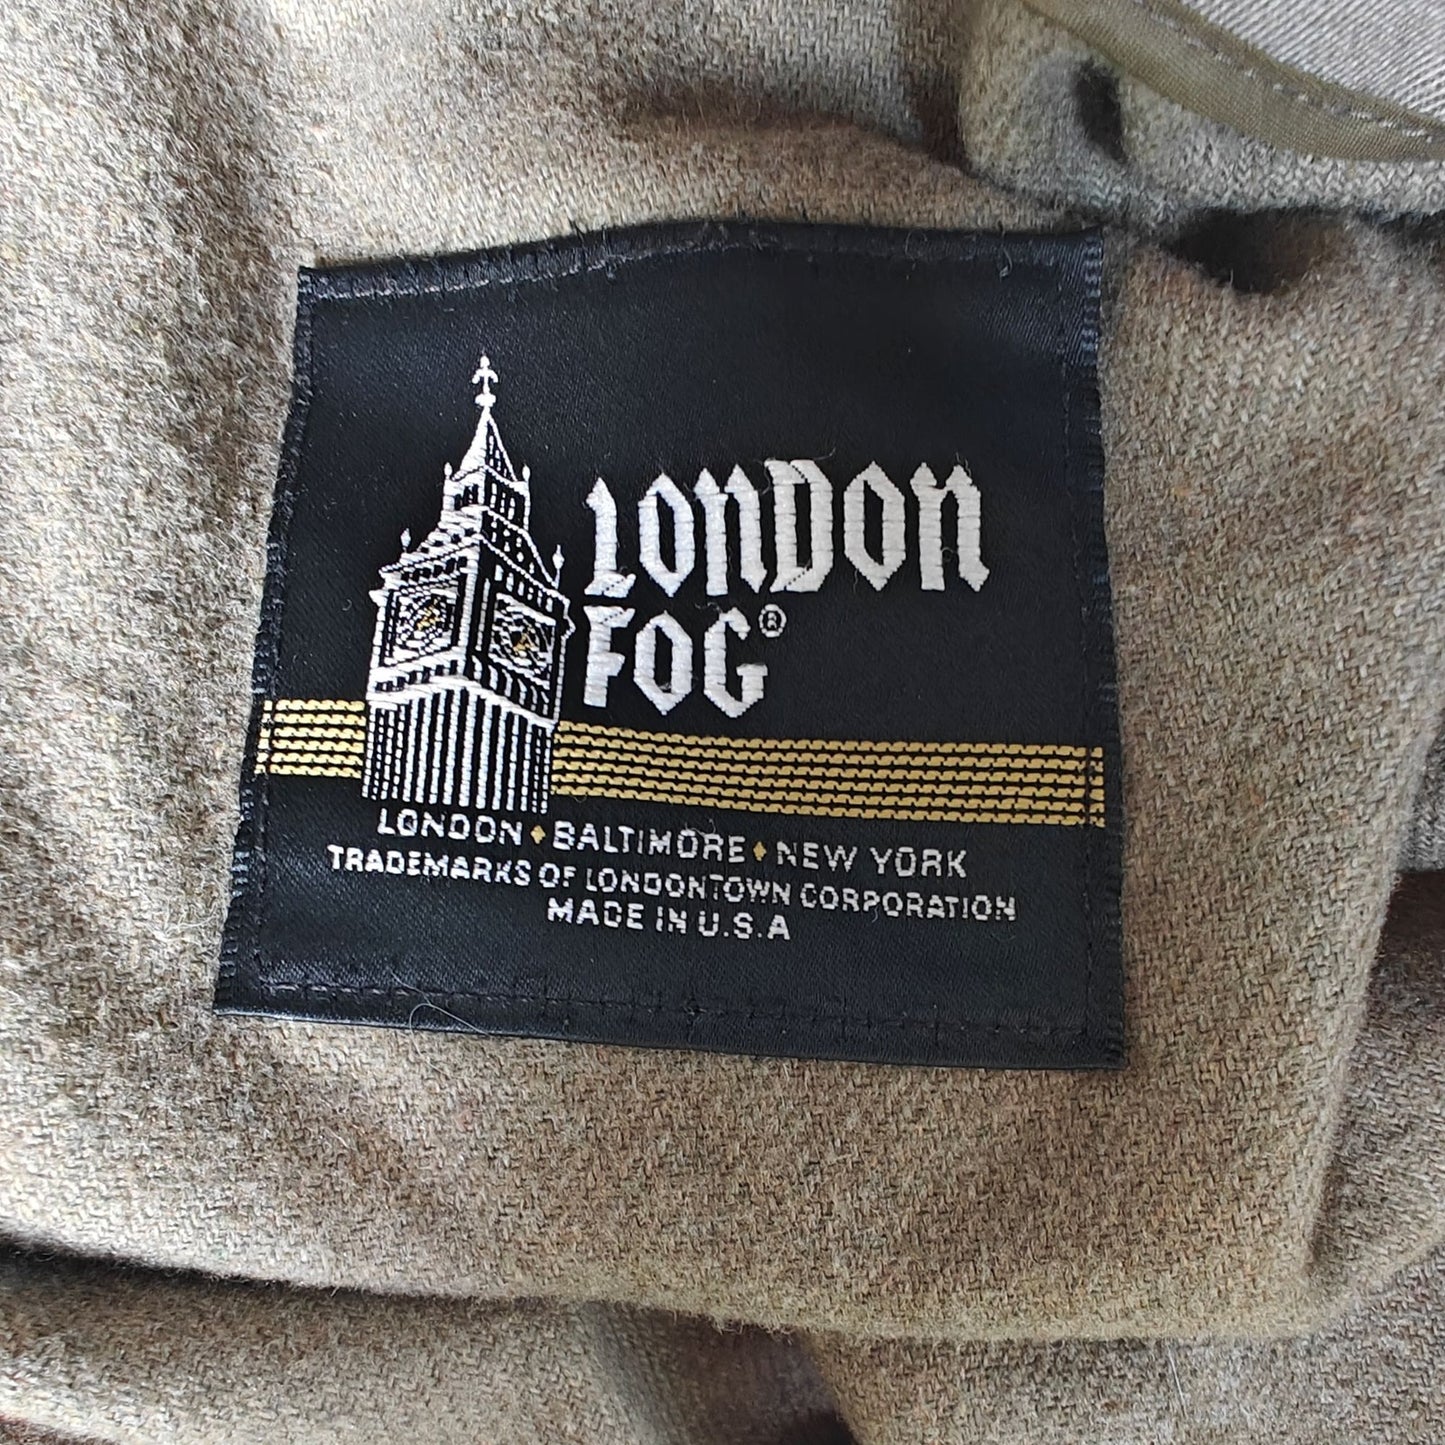 LONDON
FOG®
LONDON ♦ BALTIMORE ♦ NEW YORK
TRADEMARKS OF LONDONTOWN CORPORATION
MADE IN U.S.A